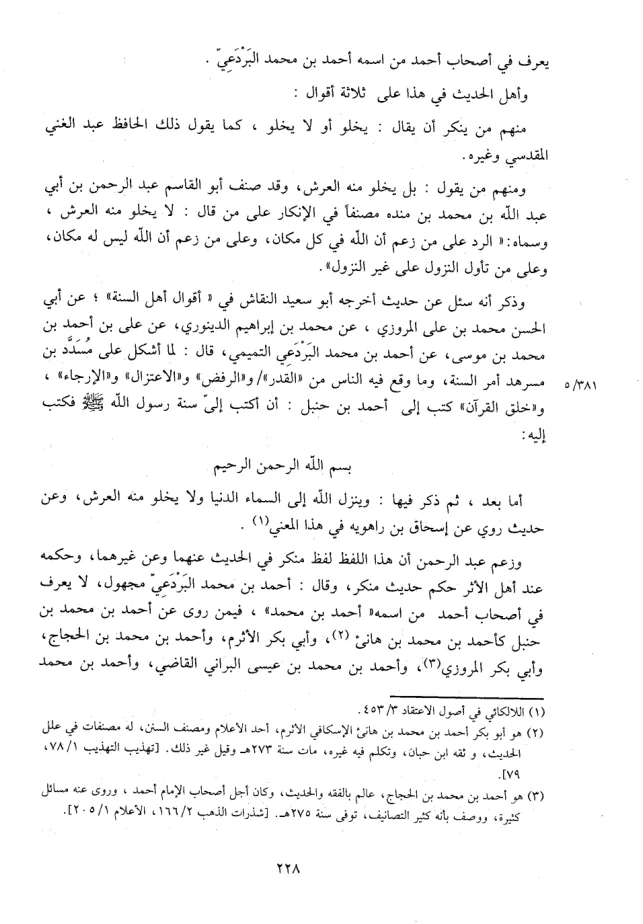 يعرف في أصحاب أحمد من اسمه أحمد بن محمد البَرْدَعِيّ .
وأهل الحديث في هذا على ثلاثة أقوال :
منهم من ينكر أن يقال : يخلو أو لا يخلو ، كما يقول ذلك الحافظ عبد الغني
المقدسي وغيره.
ومنهم من يقول : بل يخلو منه العرش، وقد صنف أبو القاسم عبد الرحمن بن أبي
عبد الله بن محمد بن منده مصنفاً في الإنكار على من قال : لا يخلو منه العرش ،
وسماه:« الرد على من زعم أن الله في كل مكان، وعلى من زعم أن الله ليس له مكان،
وعلى من تأول النزول على غير النزول».
وذكر أنه سئل عن حديث أخرجه أبو سعيد النقاش في « أقوال أهل السنة» ؛ عن أبي
الحسن محمد بن على المروزي ، عن محمد بن إبراهيم الدينوري، عن على بن أحمد بن
محمد بن موسى، عن أحمد بن محمد البَرْدَعي التميمي، قال : لما أشكل على مُسَدَّد بن
مسرهد أمر السنة، وما وقع فيه الناس من «القدر»/و«الرفض» و«الاعتزال» و«الإرجاء» ،
٥/٣٨١
و«خلق القرآن» كتب إلى أحمد بن حنبل : أن أكتب إلىّ سنة رسول الله ﷺ فكتب
إليه:
بسم الله الرحمن الرحيم
أما بعد ، ثم ذكر فيها : وينزل الله إلى السماء الدنيا ولا يخلو منه العرش، وعن
حديث روي عن إسحاق بن راهويه في هذا المعني(١) .
وزعم عبد الرحمن أن هذا اللفظ لفظ منكر في الحديث عنهما وعن غيرهما، وحكمه
عند أهل الأثر حكم حديث منكر، وقال : أحمد بن محمد البَرْدَعيّ مجهول، لا يعرف
في أصحاب أحمد من اسمه« أحمد بن محمد» ، فيمن روى عن أحمد بن محمد بن
حنبل كأحمد بن محمد بن هانئ (٢)، وأبي بكر الأثرم، وأحمد بن محمد بن الحجاج،
وأبي بكر المروزي(٣)، وأحمد بن محمد بن عيسى البراني القاضي، وأحمد بن محمد
(١) اللالكائي في أصول الاعتقاد ٤٥٣/٣.
(٢) هو أبو بكر أحمد بن محمد بن هانئ الإسكافي الأثرم، أحد الأعلام ومصنف السنن، له مصنفات في علل
الحديث، و ثقه ابن حبان، وتكلم فيه غيره، مات سنة ٢٧٣هـ وقيل غير ذلك. [تهذيب التهذيب ٧٨/١،
٧٩].
(٣) هو أحمد بن محمد بن الحجاج، عالم بالفقه والحديث، وكان أجل أصحاب الإمام أحمد ، وروى عنه مسائل
كثيرة، ووصف بأنه كثير التصانيف، توفى سنة ٢٧٥هـ. [شذرات الذهب ١٦٦/٢، الأعلام ٢٠٥/١].
٢٢٨